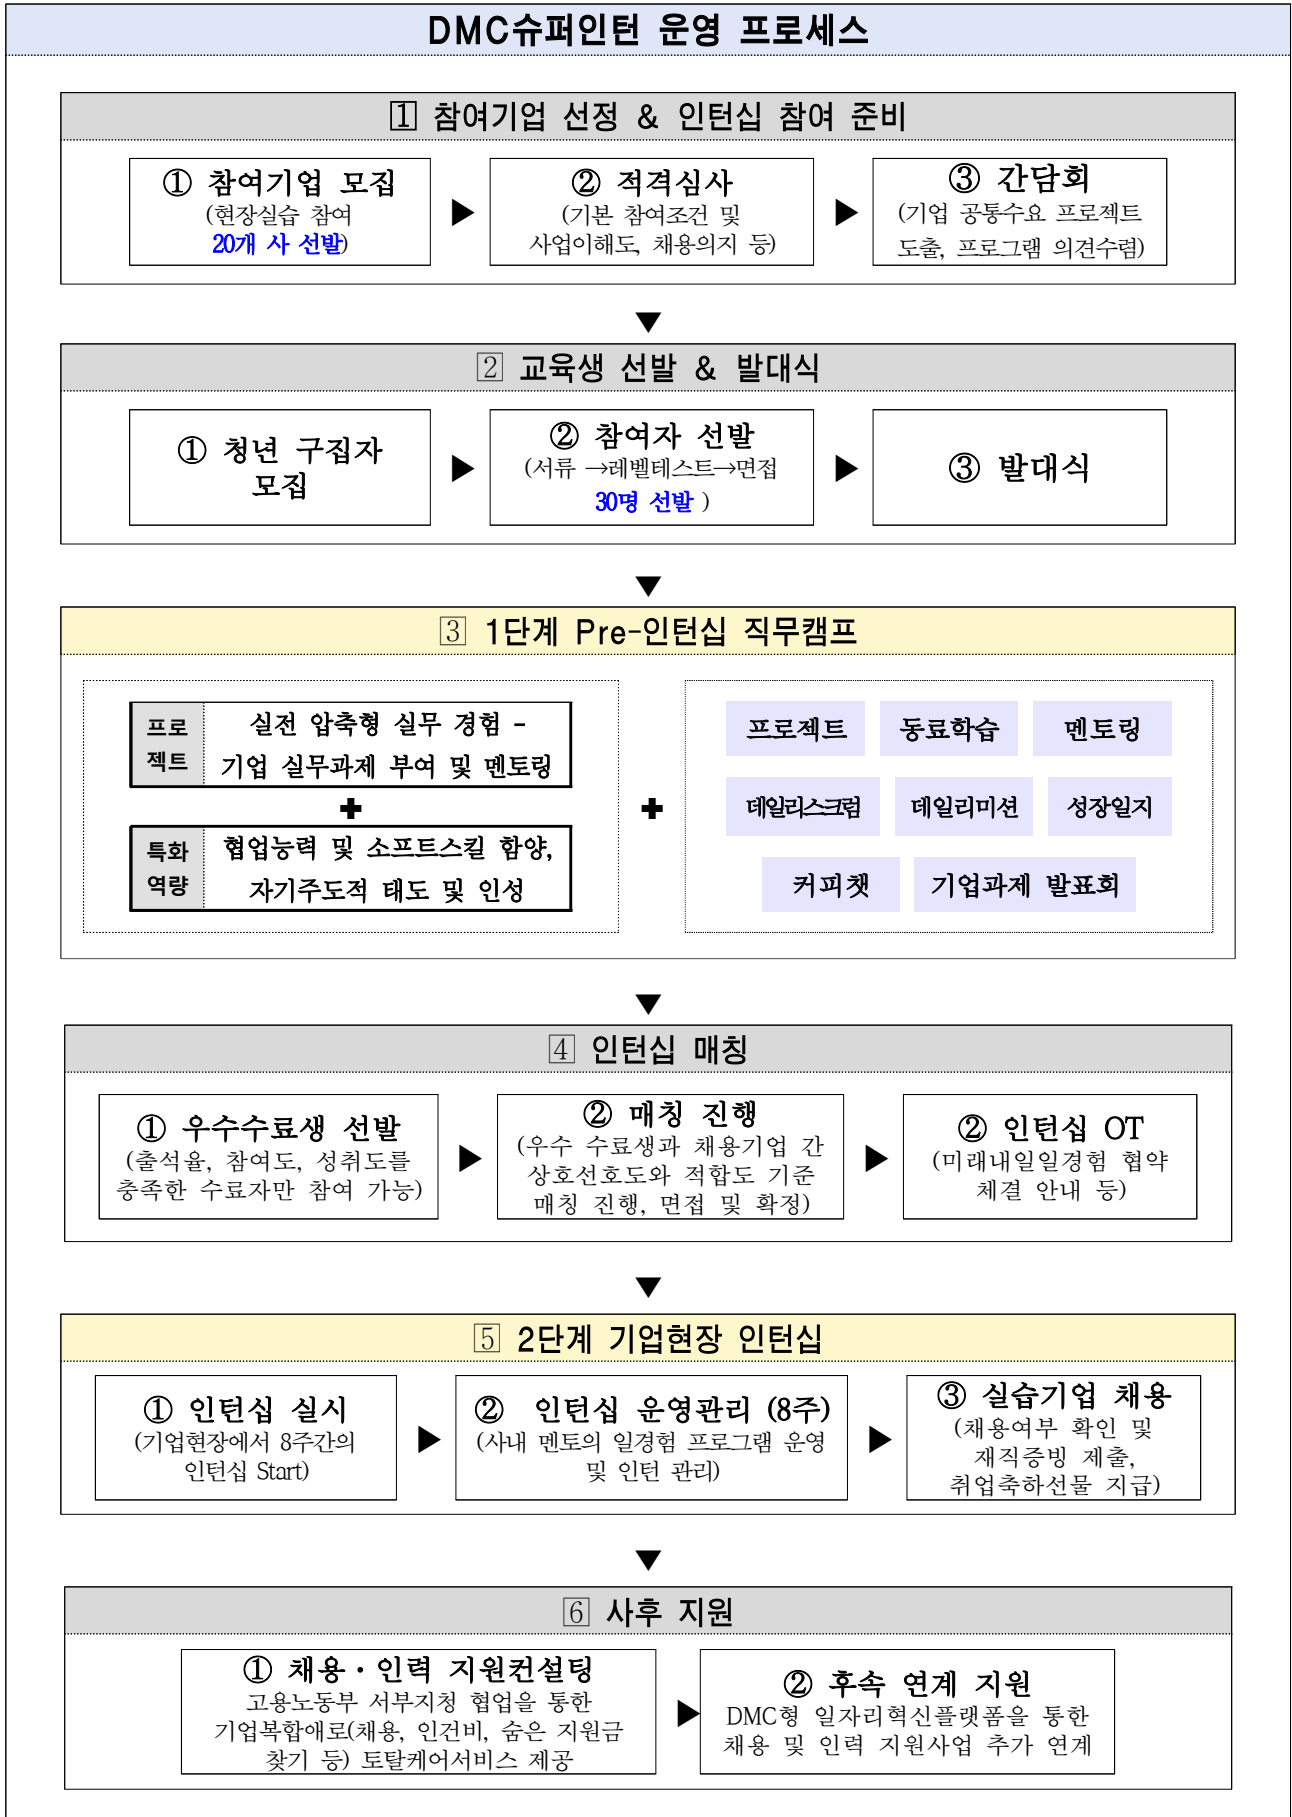 DMC슈퍼인턴 운영 프로세스
1 참여기업 선정 & 인턴십 참여 준비
① 참여기업 모집
(현장실습 참여
20개 사 선발)
② 적격심사
(기본 참여조건 및
사업이해도, 채용의지 등)
③ 간담회
(기업 공통수요 프로젝트
도출, 프로그램 의견수렴)
2 교육생 선발 & 발대식
① 청년 구집자
모집
② 참여자 선발
(서류 →레벨테스트→면접
30명 선발 )
③ 발대식
3 1단계 Pre-인턴십 직무캠프
프로
젝트
실전 압축형 실무 경험 -
기업 실무과제 부여 및 멘토링
특화
역량
협업능력 및 소프트스킬 함양,
자기주도적 태도 및 인성
프로젝트 동료학습 멘토링
데일리스크럼 데일리미션 성장일지
커피챗 기업과제 발표회
4 인턴십 매칭
① 우수수료생 선발
(출석율, 참여도, 성취도를
충족한 수료자만 참여 가능)
② 매칭 진행
(우수 수료생과 채용기업 간
상호선호도와 적합도 기준
매칭 진행, 면접 및 확정)
② 인턴십 OT
(미래내일일경험 협약
체결 안내 등)
5 2단계 기업현장 인턴십
① 인턴십 실시
(기업현장에서 8주간의
인턴십 Start)
② 인턴십 운영관리 (8주)
(사내 멘토의 일경험 프로그램 운영
및 인턴 관리)
③ 실습기업 채용
(채용여부 확인 및
재직증빙 제출,
취업축하선물 지급)
6 사후 지원
① 채용・인력 지원컨설팅
고용노동부 서부지청 협업을 통한
기업복합애로(채용, 인건비, 숨은 지원금
찾기 등) 토탈케어서비스 제공
② 후속 연계 지원
DMC형 일자리혁신플랫폼을 통한
채용 및 인력 지원사업 추가 연계